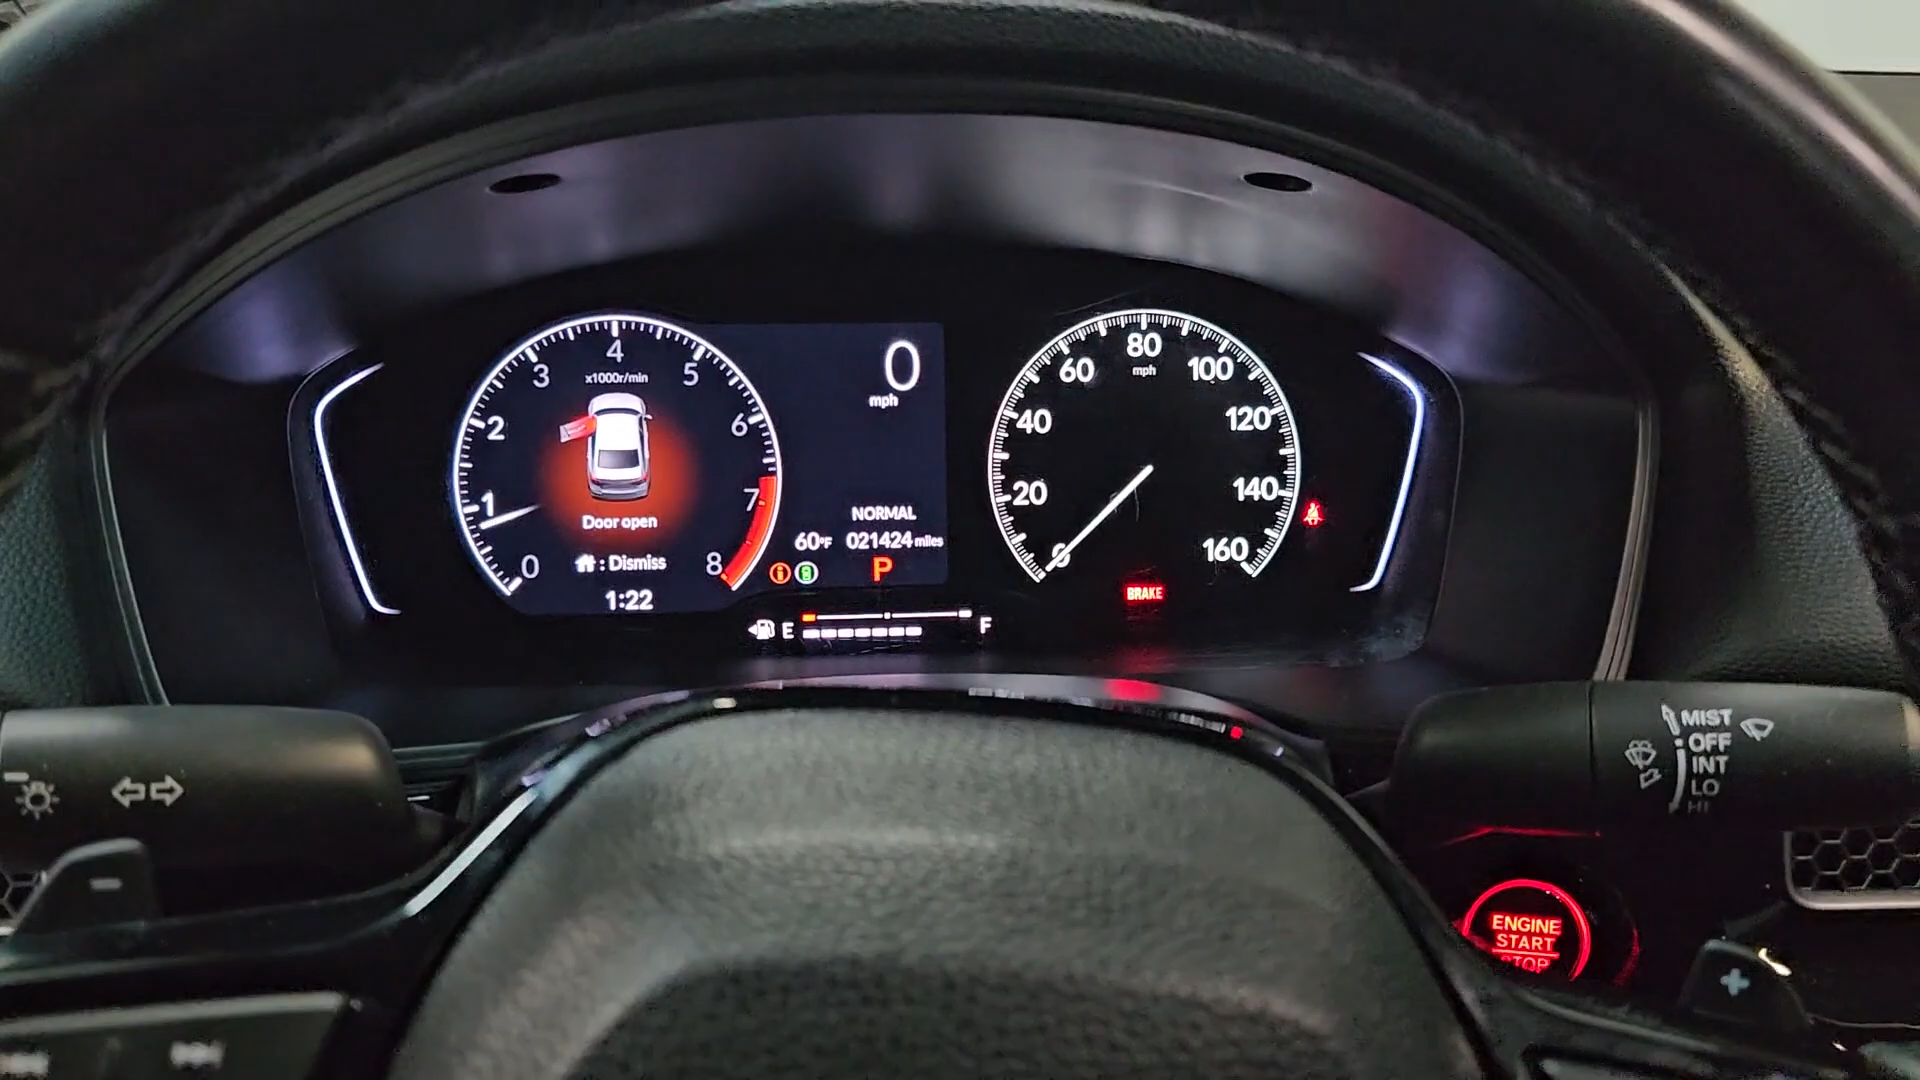 4
3
5
x1000r/min
2
6
1
7
0
8
Door open
: Dismiss
1:22
0
mph
NORMAL
60°F
021424 miles
P
E
F
80
60
100
mph
40
120
20
140
0
160
BRAKE
MIST
OFF
INT
LO
HI
ENGINE
START
STOP
-
+